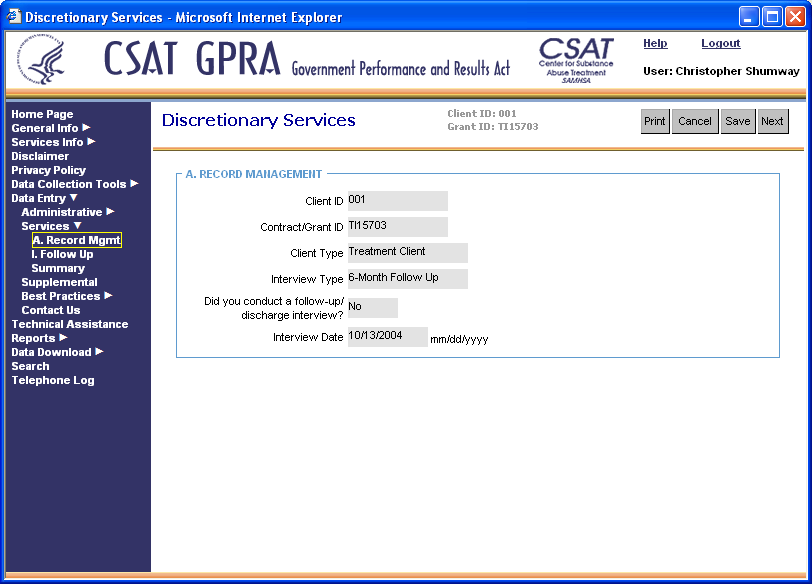 Discretionary Services - Microsoft Internet Explorer
CSAT GPRA Government Performance and Results Act
CSAT
Center for Substance
Abuse Treatment
SAMHSA
Help Logout
User: Christopher Shumway
Home Page
General Info
Services Info
Disclaimer
Privacy Policy
Data Collection Tools
Data Entry
Administrative
Services
A. Record Mgmt
I. Follow Up
Summary
Supplemental
Best Practices
Contact Us
Technical Assistance
Reports
Data Download
Search
Telephone Log
Discretionary Services
Client ID: 001
Grant ID: TI15703
Print Cancel Save Next
A. RECORD MANAGEMENT
Client ID 001
Contract/Grant ID TI15703
Client Type Treatment Client
Interview Type 6-Month Follow Up
Did you conduct a follow-up/
discharge interview? No
Interview Date 10/13/2004 mm/dd/yyyy